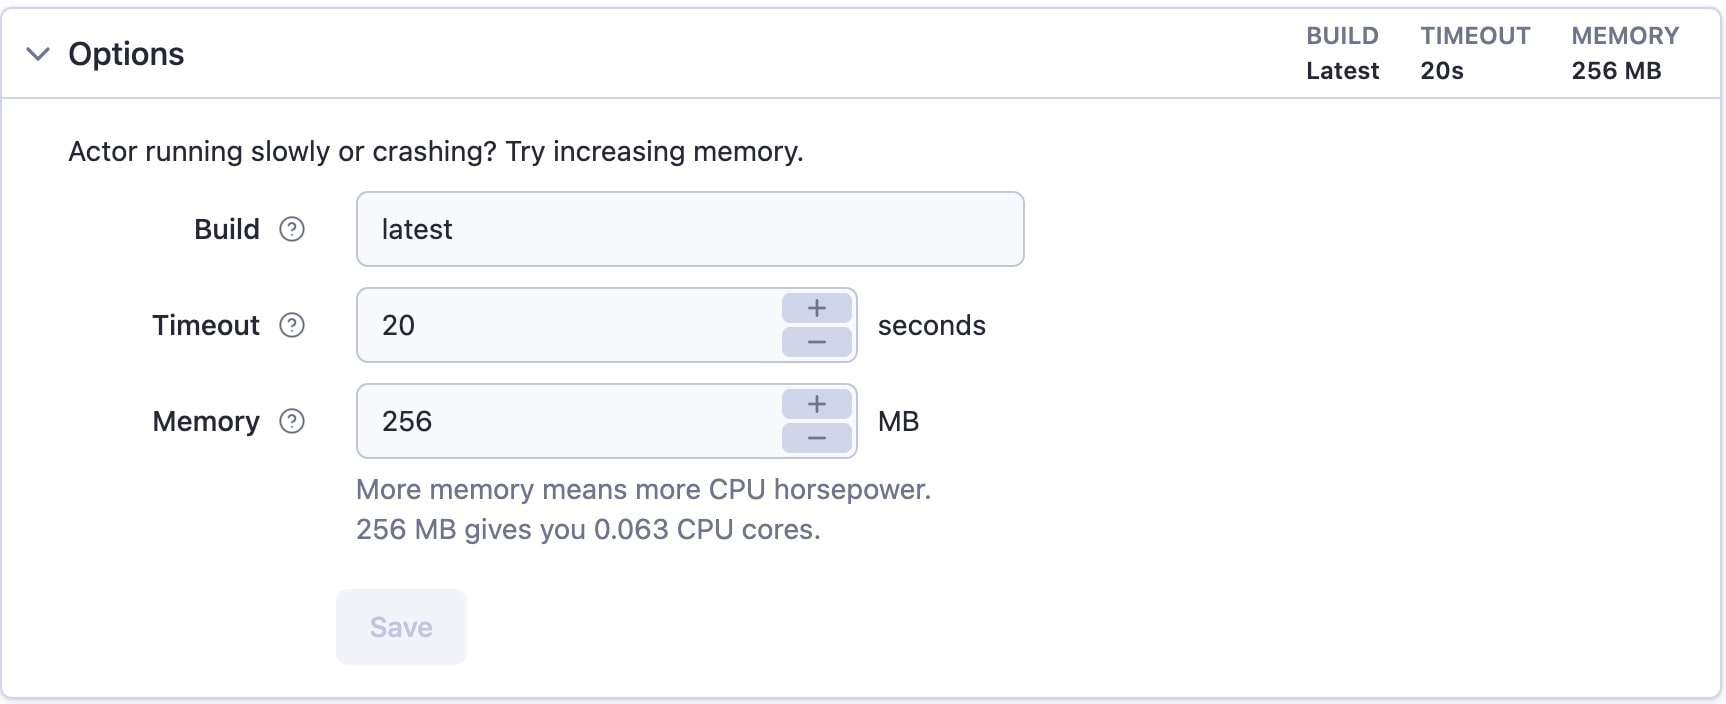 Options
BUILD TIMEOUT MEMORY
Latest 20s 256 MB
Actor running slowly or crashing? Try increasing memory.
Build ? latest
Timeout ? 20 + − seconds
Memory ? 256 + − MB
More memory means more CPU horsepower.
256 MB gives you 0.063 CPU cores.
Save